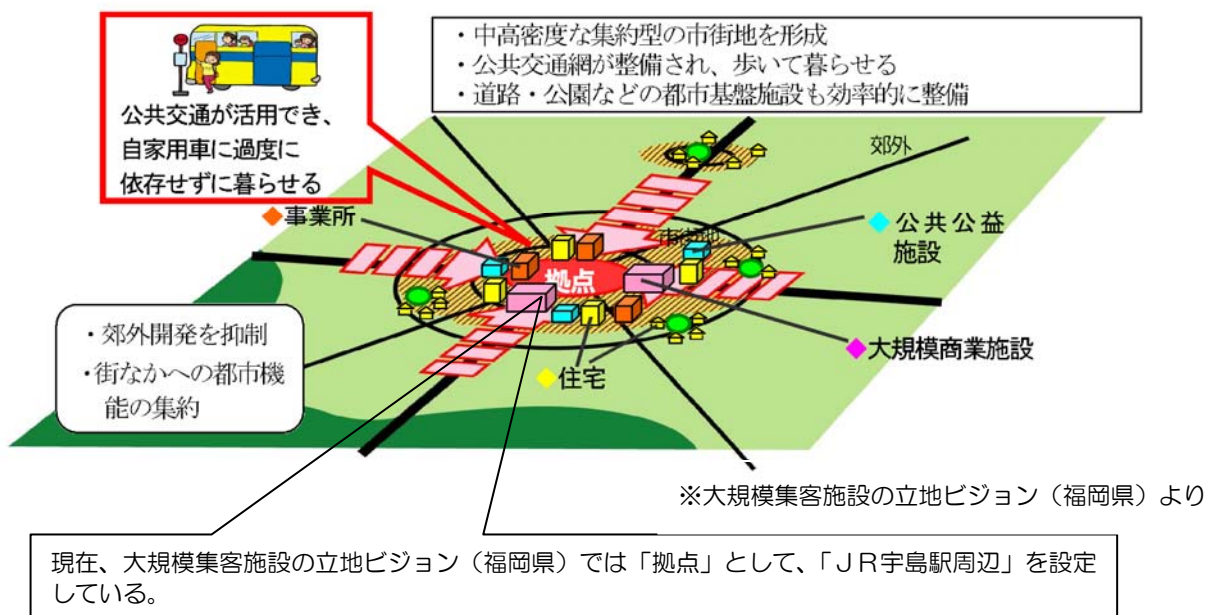 ・中高密度な集約型の市街地を形成
・公共交通網が整備され、歩いて暮らせる
・道路・公園などの都市基盤施設も効率的に整備
公共交通が活用でき、
自家用車に過度に
依存せずに暮らせる
郊外
◆事業所
◆公共公益
施設
市街地
拠点
・郊外開発を抑制
・街なかへの都市機
能の集約
◆大規模商業施設
◆住宅
※大規模集客施設の立地ビジョン（福岡県）より
現在、大規模集客施設の立地ビジョン（福岡県）では「拠点」として、「ＪＲ宇島駅周辺」を設定
している。